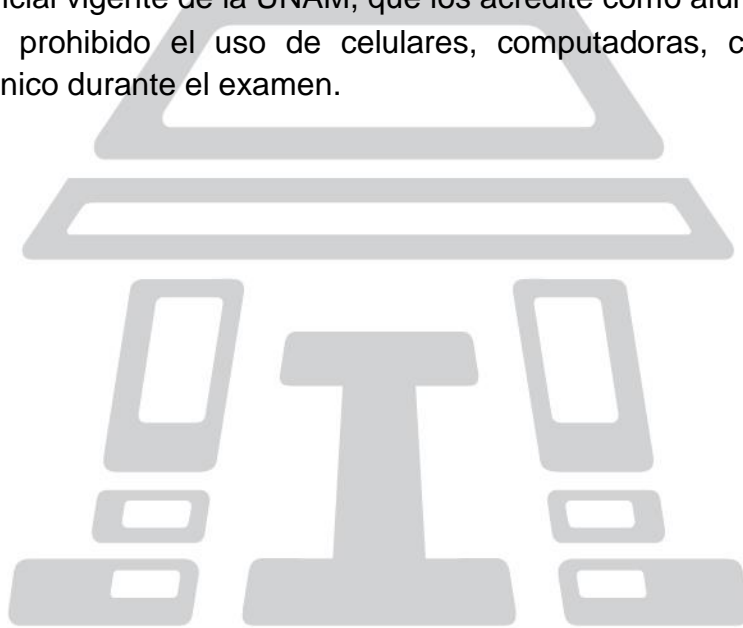 cial vigente de la UNAM, que los acredite como alu
prohibido el uso de celulares, computadoras, c
nico durante el examen.